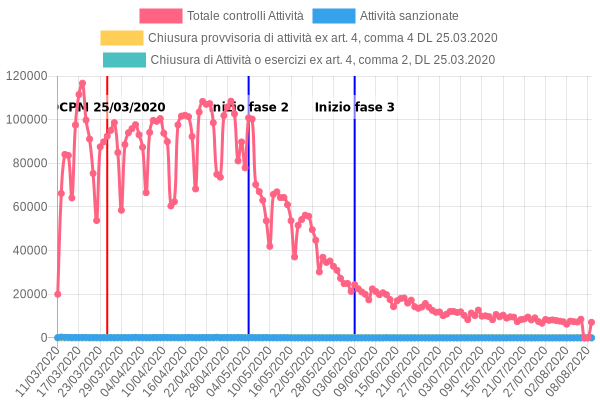 Totale controlli Attività Attività sanzionate
Chiusura provvisoria di attività ex art. 4, comma 4 DL 25.03.2020
Chiusura di Attività o esercizi ex art. 4, comma 2, DL 25.03.2020
120000
DCPM 25/03/2020 Inizio fase 2 Inizio fase 3
100000
80000
60000
40000
20000
0
11/03/2020 17/03/2020 23/03/2020 29/03/2020 04/04/2020 10/04/2020 16/04/2020 22/04/2020 28/04/2020 04/05/2020 10/05/2020 16/05/2020 22/05/2020 28/05/2020 03/06/2020 09/06/2020 15/06/2020 21/06/2020 27/06/2020 03/07/2020 09/07/2020 15/07/2020 21/07/2020 27/07/2020 02/08/2020 08/08/2020